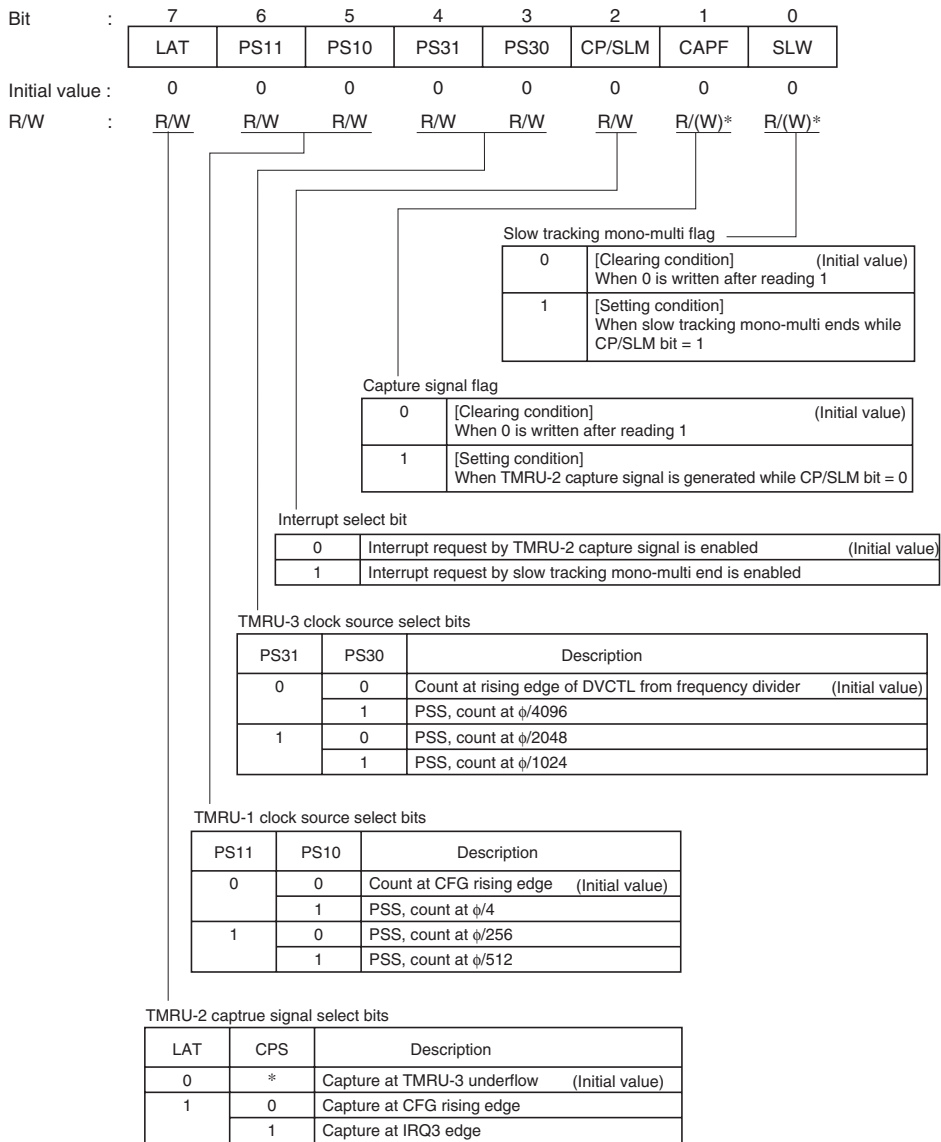 Bit : 7 6 5 4 3 2 1 0
LAT PS11 PS10 PS31 PS30 CP/SLM CAPF SLW
Initial value : 0 0 0 0 0 0 0 0
R/W : R/W R/W R/W R/W R/W R/W R/(W)* R/(W)*
Slow tracking mono-multi flag
0 [Clearing condition] (Initial value)
When 0 is written after reading 1
1 [Setting condition]
When slow tracking mono-multi ends while
CP/SLM bit = 1
Capture signal flag
0 [Clearing condition] (Initial value)
When 0 is written after reading 1
1 [Setting condition]
When TMRU-2 capture signal is generated while CP/SLM bit = 0
Interrupt select bit
0 Interrupt request by TMRU-2 capture signal is enabled (Initial value)
1 Interrupt request by slow tracking mono-multi end is enabled
TMRU-3 clock source select bits
PS31 PS30 Description
0 0 Count at rising edge of DVCTL from frequency divider (Initial value)
1 PSS, count at ϕ/4096
1 0 PSS, count at ϕ/2048
1 PSS, count at ϕ/1024
TMRU-1 clock source select bits
PS11 PS10 Description
0 0 Count at CFG rising edge (Initial value)
1 PSS, count at ϕ/4
1 0 PSS, count at ϕ/256
1 PSS, count at ϕ/512
TMRU-2 captrue signal select bits
LAT CPS Description
0 * Capture at TMRU-3 underflow (Initial value)
1 0 Capture at CFG rising edge
1 Capture at IRQ3 edge